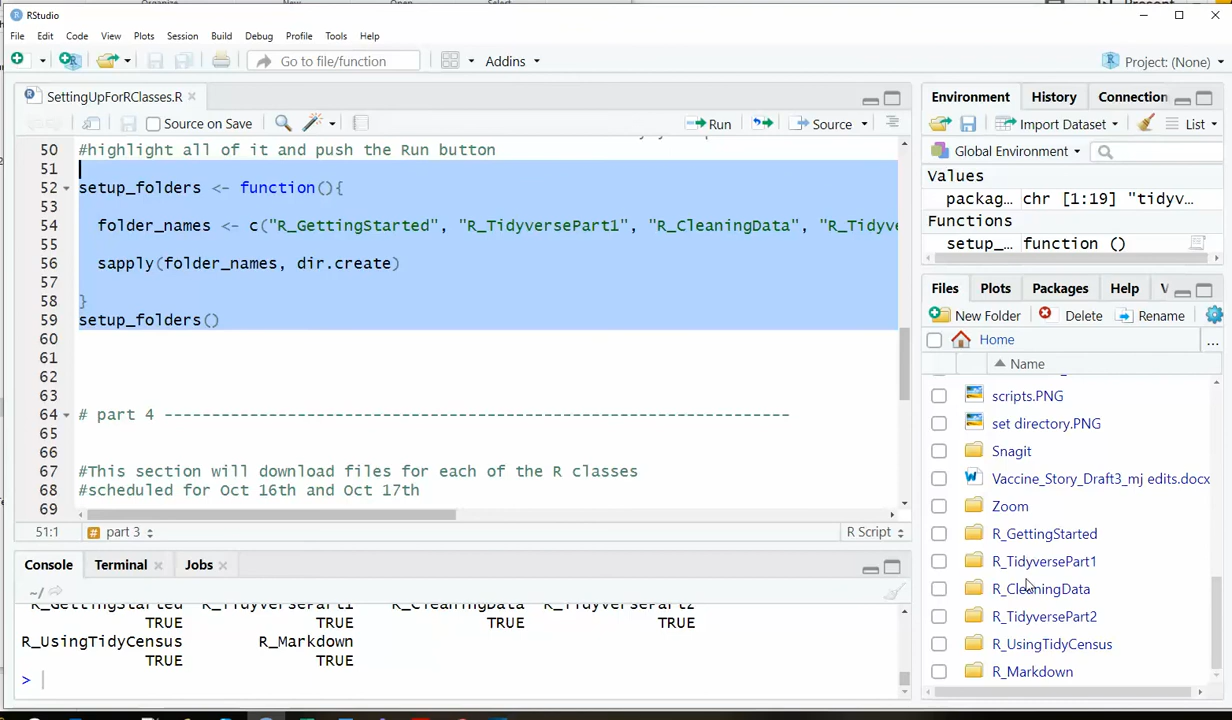 Present
RStudio
File Edit Code View Plots Session Build Debug Profile Tools Help
Go to file/function Addins Project: (None)
SettingUpForRClasses.R
Source on Save Run Source
50 #highlight all of it and push the Run button
51
52 setup_folders <- function(){
53
54 folder_names <- c("R_GettingStarted", "R_TidyversePart1", "R_CleaningData", "R_Tidyve
55
56 sapply(folder_names, dir.create)
57
58 }
59 setup_folders()
60
61
62
63
64 # part 4 ------------------------------------------------------------------
65
66
67 #This section will download files for each of the R classes
68 #scheduled for Oct 16th and Oct 17th
69
51:1 # part 3 R Script
Console Terminal Jobs
~/
R_GettingStarted R_TidyversePart1 R_CleaningData R_TidyversePart2
TRUE TRUE TRUE TRUE
R_UsingTidyCensus R_Markdown
TRUE TRUE
>
Environment History Connection
Import Dataset List
Global Environment
Values
packag… chr [1:19] "tidyv…
Functions
setup_… function ()
Files Plots Packages Help V
New Folder Delete Rename
Home ...
Name
scripts.PNG
set directory.PNG
Snagit
Vaccine_Story_Draft3_mj edits.docx
Zoom
R_GettingStarted
R_TidyversePart1
R_CleaningData
R_TidyversePart2
R_UsingTidyCensus
R_Markdown